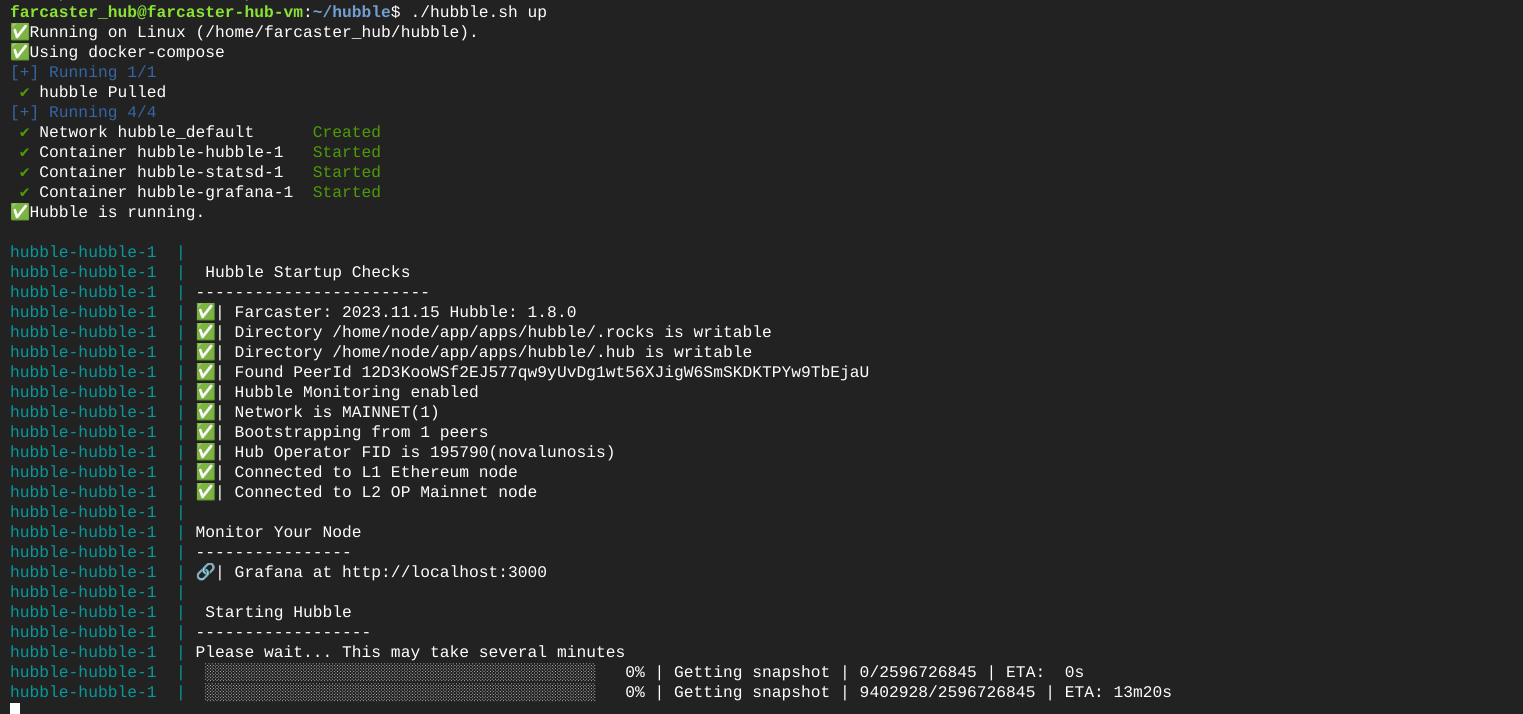 farcaster_hub@farcaster-hub-vm:~/hubble$ ./hubble.sh up
✅Running on Linux (/home/farcaster_hub/hubble).
✅Using docker-compose
[+] Running 1/1
 ✔ hubble Pulled
[+] Running 4/4
 ✔ Network hubble_default      Created
 ✔ Container hubble-hubble-1   Started
 ✔ Container hubble-statsd-1   Started
 ✔ Container hubble-grafana-1  Started
✅Hubble is running.

hubble-hubble-1  |
hubble-hubble-1  |  Hubble Startup Checks
hubble-hubble-1  | ------------------------
hubble-hubble-1  | ✅| Farcaster: 2023.11.15 Hubble: 1.8.0
hubble-hubble-1  | ✅| Directory /home/node/app/apps/hubble/.rocks is writable
hubble-hubble-1  | ✅| Directory /home/node/app/apps/hubble/.hub is writable
hubble-hubble-1  | ✅| Found PeerId 12D3KooWSf2EJ577qw9yUvDg1wt56XJigW6SmSKDKTPYw9TbEjaU
hubble-hubble-1  | ✅| Hubble Monitoring enabled
hubble-hubble-1  | ✅| Network is MAINNET(1)
hubble-hubble-1  | ✅| Bootstrapping from 1 peers
hubble-hubble-1  | ✅| Hub Operator FID is 195790(novalunosis)
hubble-hubble-1  | ✅| Connected to L1 Ethereum node
hubble-hubble-1  | ✅| Connected to L2 OP Mainnet node
hubble-hubble-1  |
hubble-hubble-1  | Monitor Your Node
hubble-hubble-1  | ----------------
hubble-hubble-1  | 🔗| Grafana at http://localhost:3000
hubble-hubble-1  |
hubble-hubble-1  |  Starting Hubble
hubble-hubble-1  | ------------------
hubble-hubble-1  | Please wait... This may take several minutes
hubble-hubble-1  |  ░░░░░░░░░░░░░░░░░░░░░░░░░░░░░░░░░░░░░░░░   0% | Getting snapshot | 0/2596726845 | ETA:  0s
hubble-hubble-1  |  ░░░░░░░░░░░░░░░░░░░░░░░░░░░░░░░░░░░░░░░░   0% | Getting snapshot | 9402928/2596726845 | ETA: 13m20s